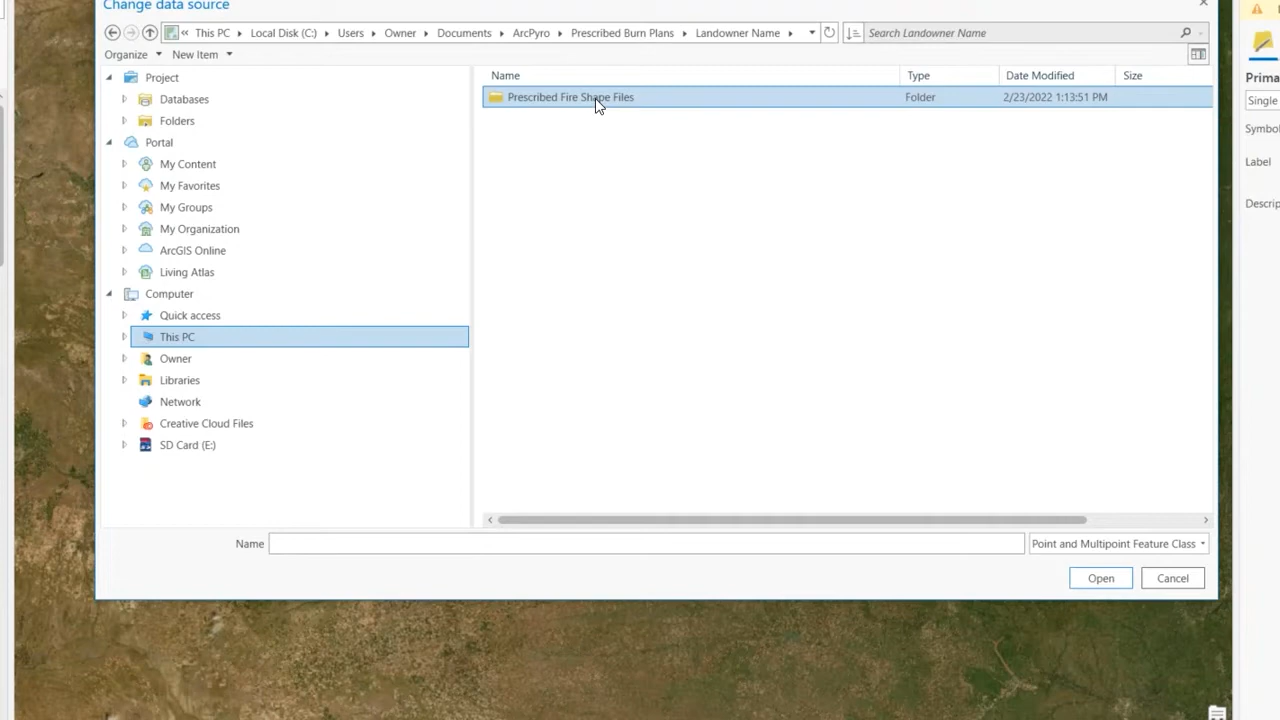 Change data source
This PC Local Disk (C:) Users Owner Documents ArcPyro Prescribed Burn Plans Landowner Name Search Landowner Name
Organize New Item
Name Type Date Modified Size
Prescribed Fire Shape Files Folder 2/23/2022 1:13:51 PM
Project
Databases
Folders
Portal
My Content
My Favorites
My Groups
My Organization
ArcGIS Online
Living Atlas
Computer
Quick access
This PC
Owner
Libraries
Network
Creative Cloud Files
SD Card (E:)
Name Point and Multipoint Feature Class
Open Cancel
Prima
Single
Symbol
Label
Descrip